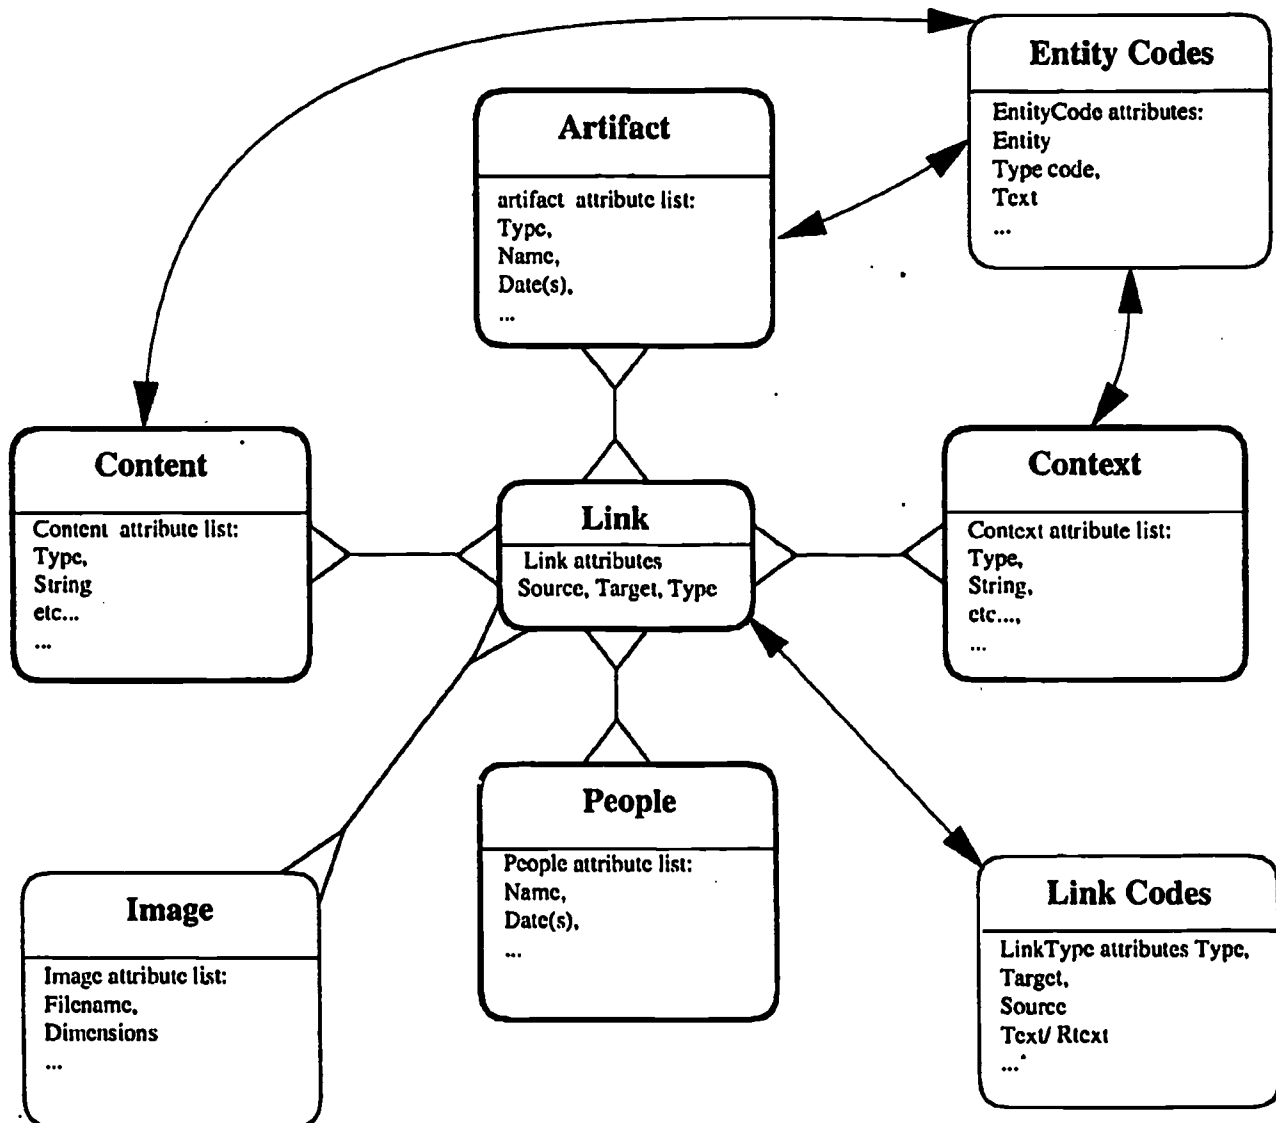 Entity Codes
EntityCode attributes:
Entity
Type code,
Text
...
Artifact
artifact attribute list:
Type,
Name,
Date(s),
...
Content
Content attribute list:
Type,
String
etc...
...
Link
Link attributes
Source, Target, Type
Context
Context attribute list:
Type,
String,
etc...,
...
People
People attribute list:
Name,
Date(s),
...
Image
Image attribute list:
Filename,
Dimensions
...
Link Codes
LinkType attributes Type,
Target,
Source
Text/ Rtext
...